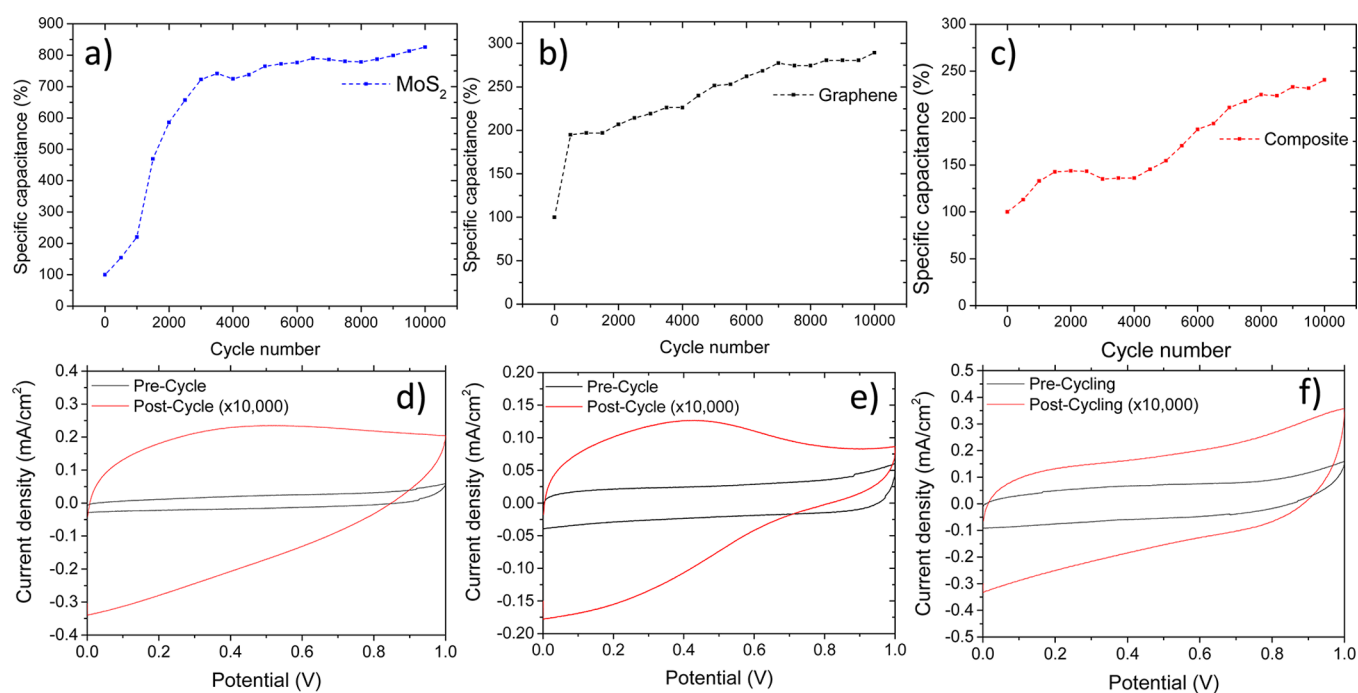 a)
900
800
700
600
500
400
300
200
100
0
Specific capacitance (%)
MoS2
0 2000 4000 6000 8000 10000
Cycle number
b)
300
250
200
150
100
50
0
Specific capacitance (%)
Graphene
0 2000 4000 6000 8000 10000
Cycle number
c)
300
250
200
150
100
50
0
Specific capacitance (%)
Composite
0 2000 4000 6000 8000 10000
Cycle number
d)
Pre-Cycle
Post-Cycle (x10,000)
0.4
0.3
0.2
0.1
0.0
-0.1
-0.2
-0.3
-0.4
Current density (mA/cm2)
0.0 0.2 0.4 0.6 0.8 1.0
Potential (V)
e)
Pre-Cycle
Post-Cycle (x10,000)
0.20
0.15
0.10
0.05
0.00
-0.05
-0.10
-0.15
-0.20
Current density (mA/cm2)
0.0 0.2 0.4 0.6 0.8 1.0
Potential (V)
f)
Pre-Cycling
Post-Cycling (x10,000)
0.5
0.4
0.3
0.2
0.1
0.0
-0.1
-0.2
-0.3
-0.4
-0.5
Current density (mA/cm2)
0.0 0.2 0.4 0.6 0.8 1.0
Potential (V)